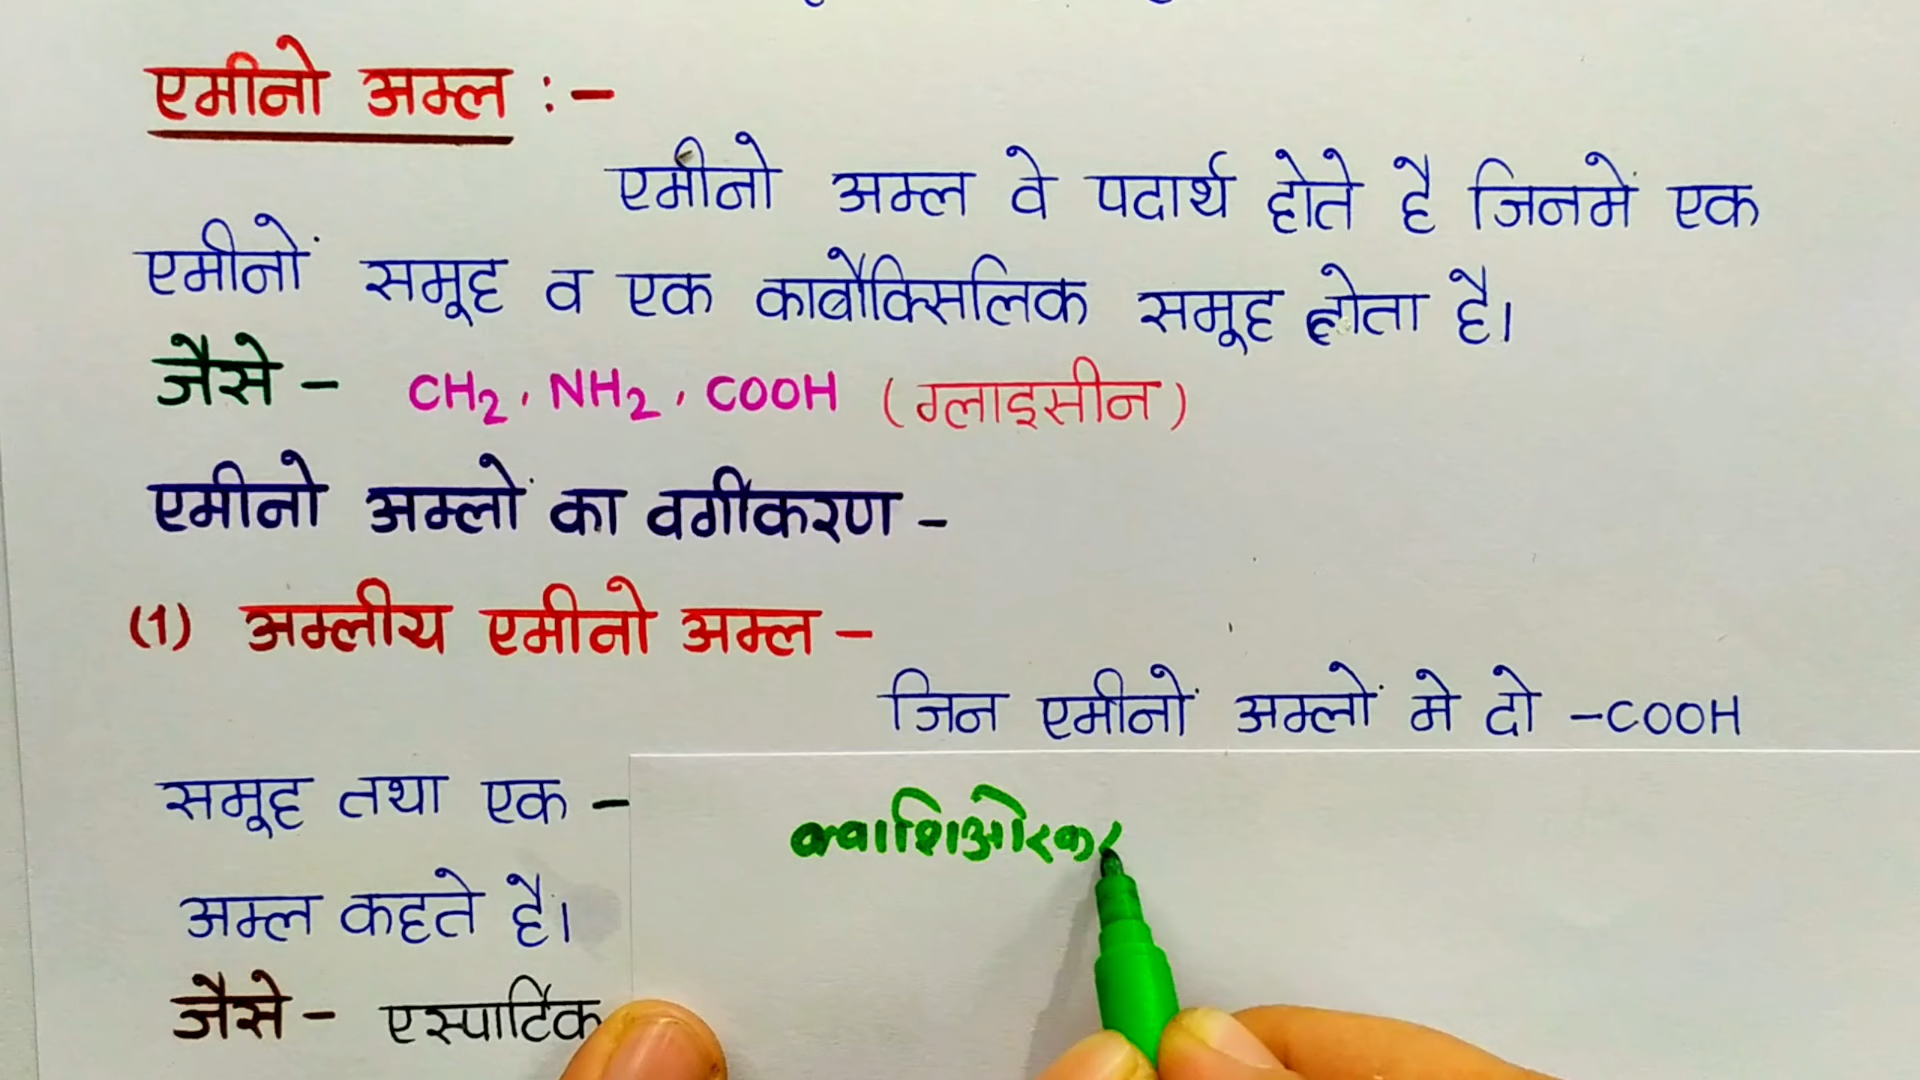 एमीनो अम्ल :-
एमीनो अम्ल वे पदार्थ होते है जिनमें एक
एमीनों समूह व एक कार्बोक्सिलिक समूह होता है।
जैसे - CH₂, NH₂, COOH (ग्लाइसीन)
एमीनो अम्लों का वर्गीकरण -
(1) अम्लीय एमीनो अम्ल -
जिन एमीनों अम्लों मे दो -COOH
समूह तथा एक -
अम्ल कहते है।
जैसे - एस्पार्टिक
क्वाशिओरक